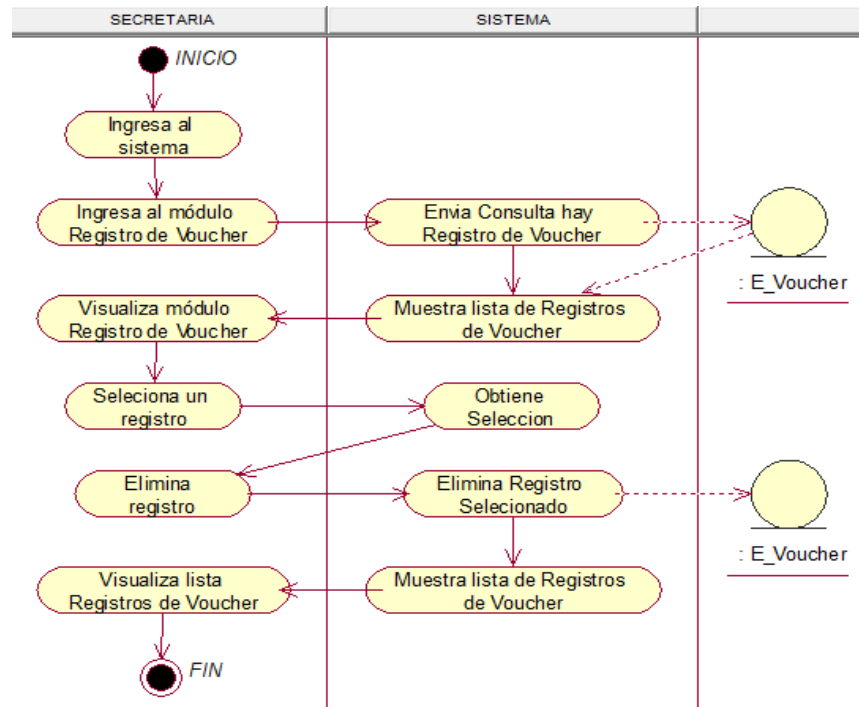 SECRETARIA
SISTEMA
INICIO
Ingresa al
sistema
Ingresa al módulo
Registro de Voucher
Envia Consulta hay
Registro de Voucher
: E_Voucher
Visualiza módulo
Registro de Voucher
Muestra lista de Registros
de Voucher
Seleciona un
registro
Obtiene
Seleccion
Elimina
registro
Elimina Registro
Selecionado
: E_Voucher
Visualiza lista
Registros de Voucher
Muestra lista de Registros
de Voucher
FIN